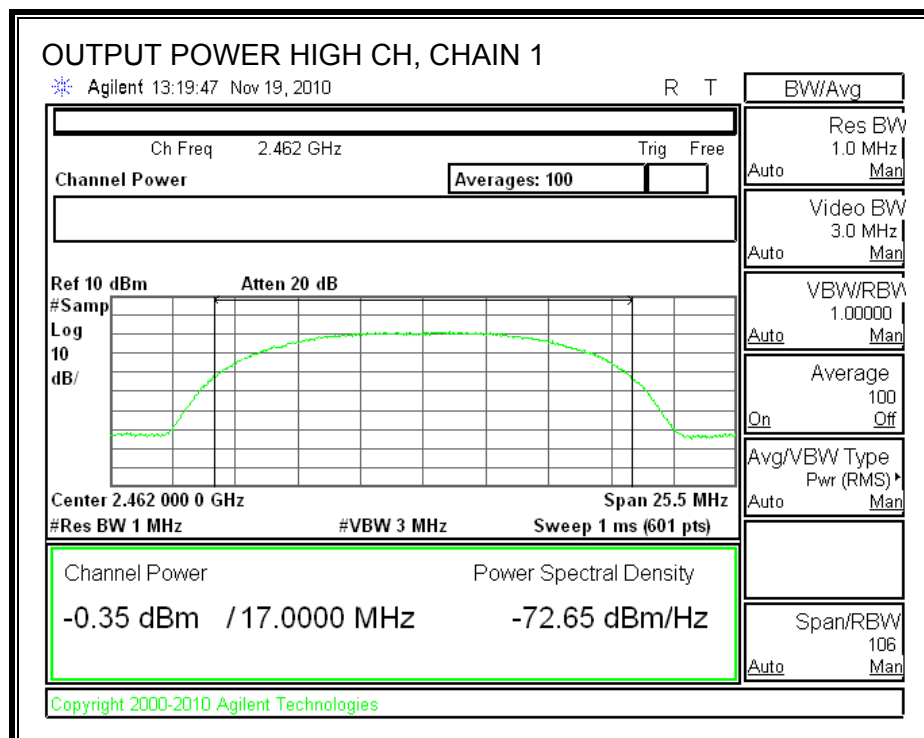 OUTPUT POWER HIGH CH, CHAIN 1
Agilent 13:19:47 Nov 19, 2010 R T
BW/Avg
Ch Freq 2.462 GHz Trig Free
Channel Power Averages: 100
Ref 10 dBm Atten 20 dB
#Samp
Log
10
dB/
Center 2.462 000 0 GHz Span 25.5 MHz
#Res BW 1 MHz #VBW 3 MHz Sweep 1 ms (601 pts)
Channel Power Power Spectral Density
-0.35 dBm / 17.0000 MHz -72.65 dBm/Hz
Copyright 2000-2010 Agilent Technologies
Res BW
1.0 MHz
Auto Man
Video BW
3.0 MHz
Auto Man
VBW/RBW
1.00000
Auto Man
Average
100
On Off
Avg/VBW Type
Pwr (RMS)
Auto Man
Span/RBW
106
Auto Man